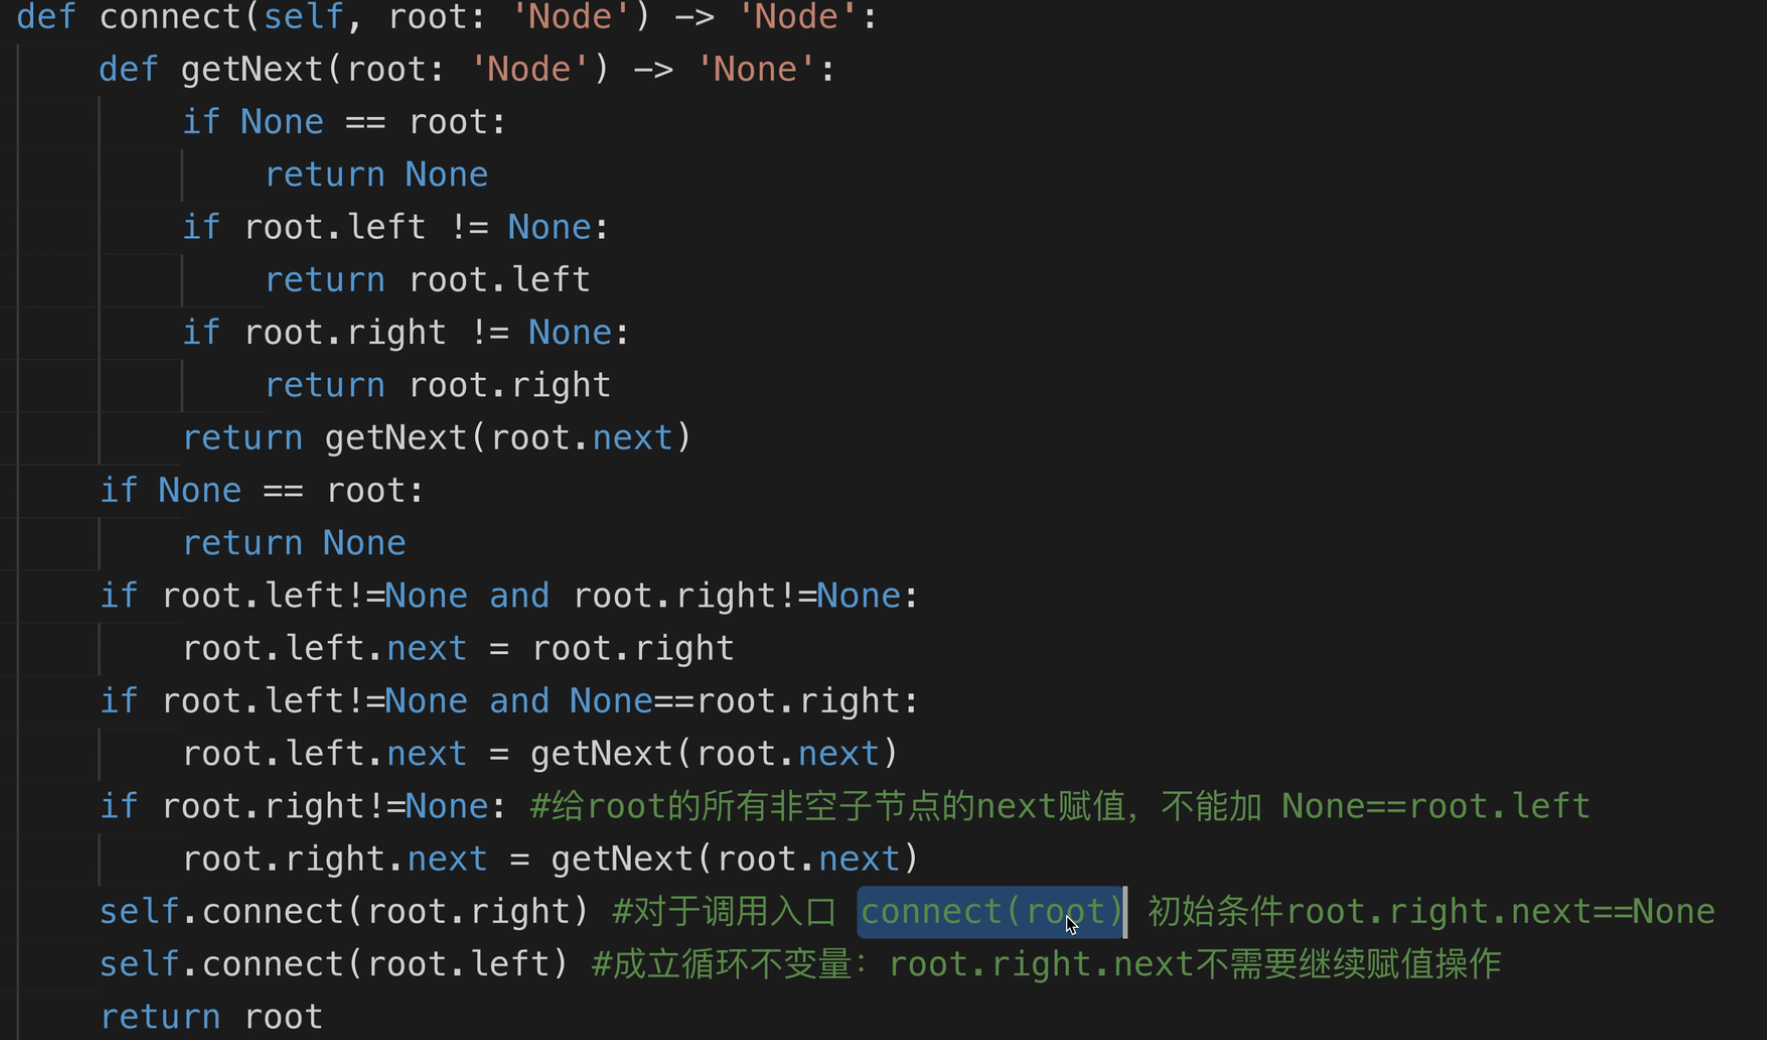 def connect(self, root: 'Node') -> 'Node':
    def getNext(root: 'Node') -> 'None':
        if None == root:
            return None
        if root.left != None:
            return root.left
        if root.right != None:
            return root.right
        return getNext(root.next)
    if None == root:
        return None
    if root.left!=None and root.right!=None:
        root.left.next = root.right
    if root.left!=None and None==root.right:
        root.left.next = getNext(root.next)
    if root.right!=None: #给root的所有非空子节点的next赋值，不能加 None==root.left
        root.right.next = getNext(root.next)
    self.connect(root.right) #对于调用入口 connect(root) 初始条件root.right.next==None
    self.connect(root.left) #成立循环不变量：root.right.next不需要继续赋值操作
    return root